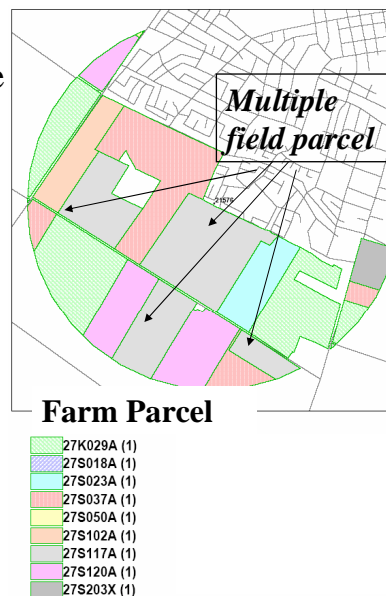 e
Multiple
field parcel
21576
Farm Parcel
27K029A (1)
27S018A (1)
27S023A (1)
27S037A (1)
27S050A (1)
27S102A (1)
27S117A (1)
27S120A (1)
27S203X (1)